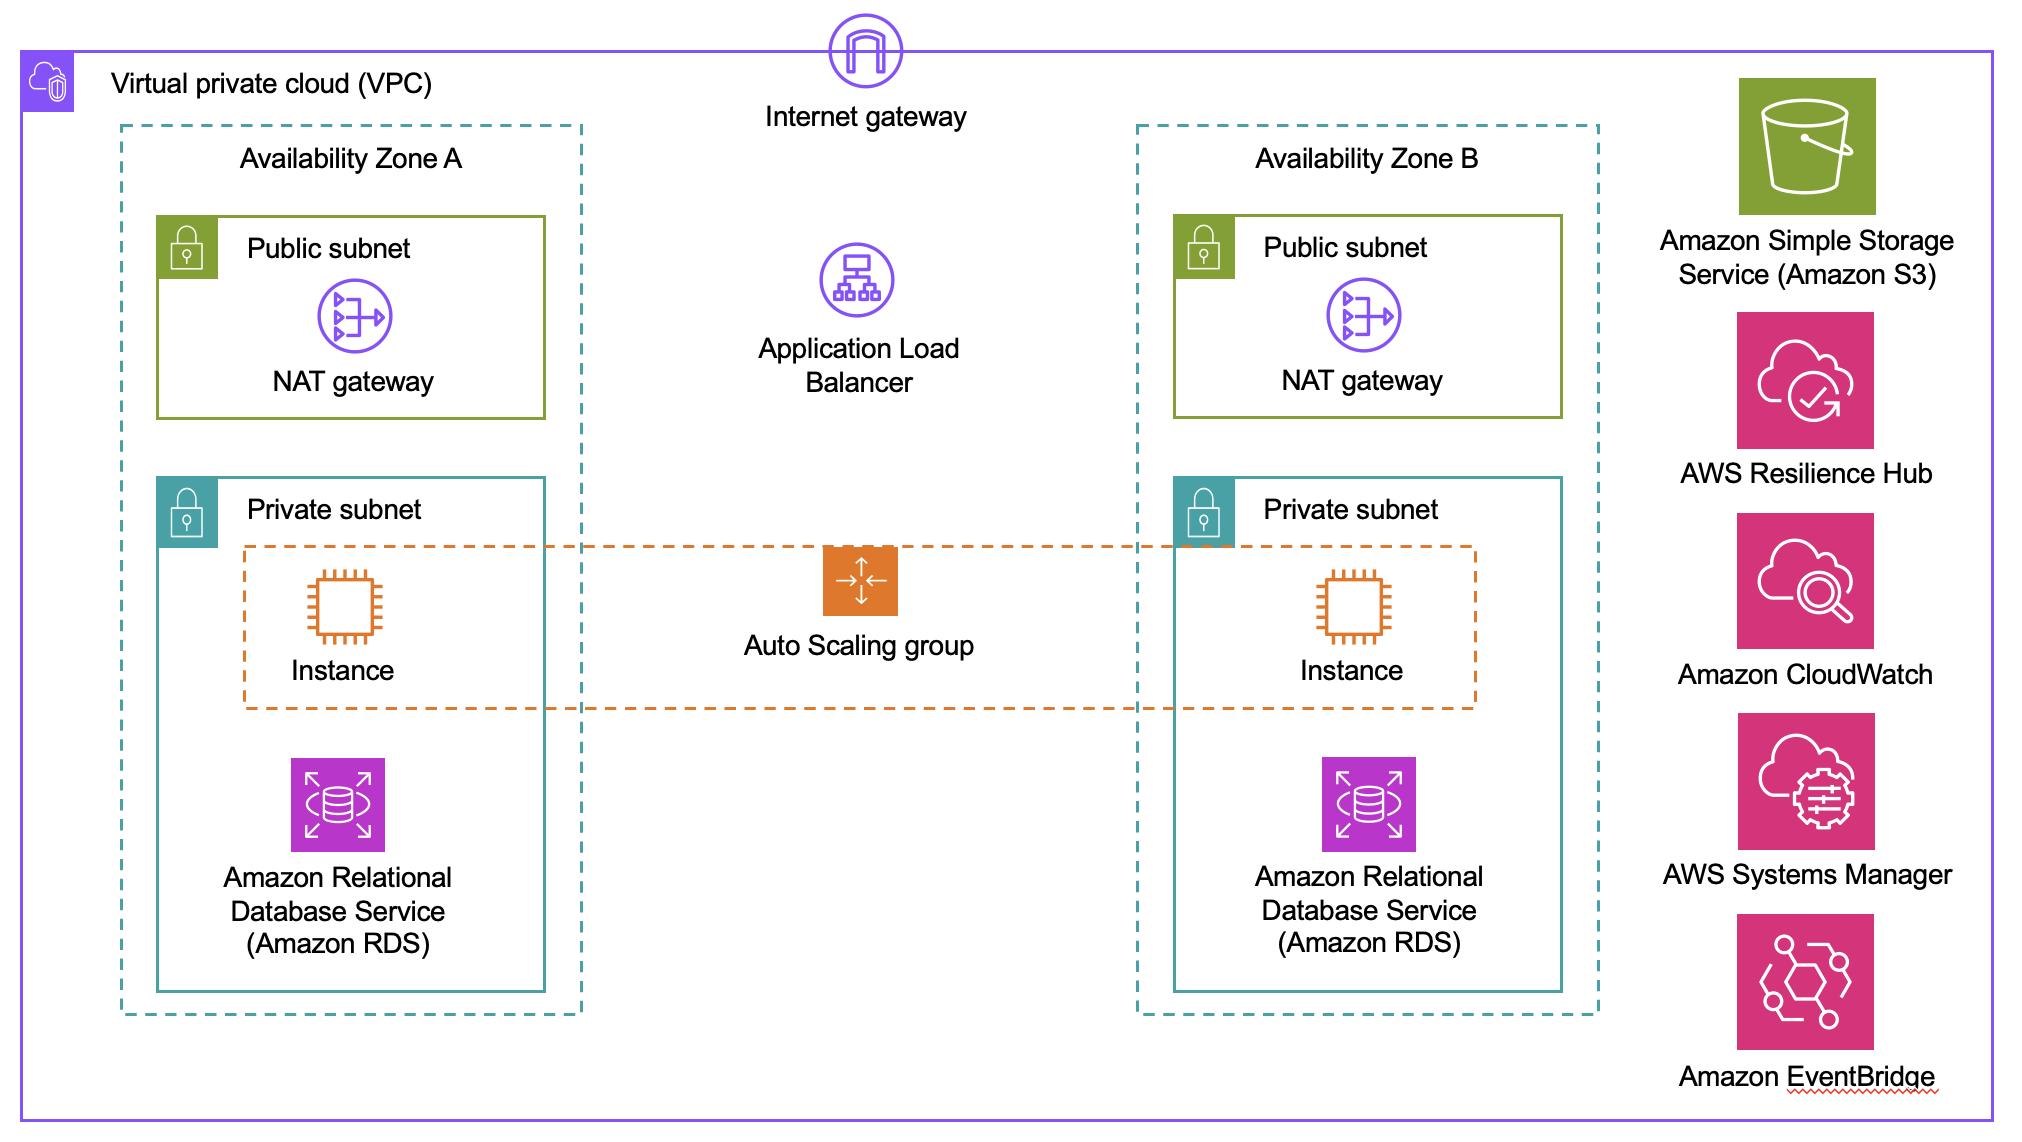 Virtual private cloud (VPC)
Internet gateway
Availability Zone A
Public subnet
NAT gateway
Private subnet
Instance
Amazon Relational
Database Service
(Amazon RDS)
Application Load
Balancer
Auto Scaling group
Availability Zone B
Public subnet
NAT gateway
Private subnet
Instance
Amazon Relational
Database Service
(Amazon RDS)
Amazon Simple Storage
Service (Amazon S3)
AWS Resilience Hub
Amazon CloudWatch
AWS Systems Manager
Amazon EventBridge